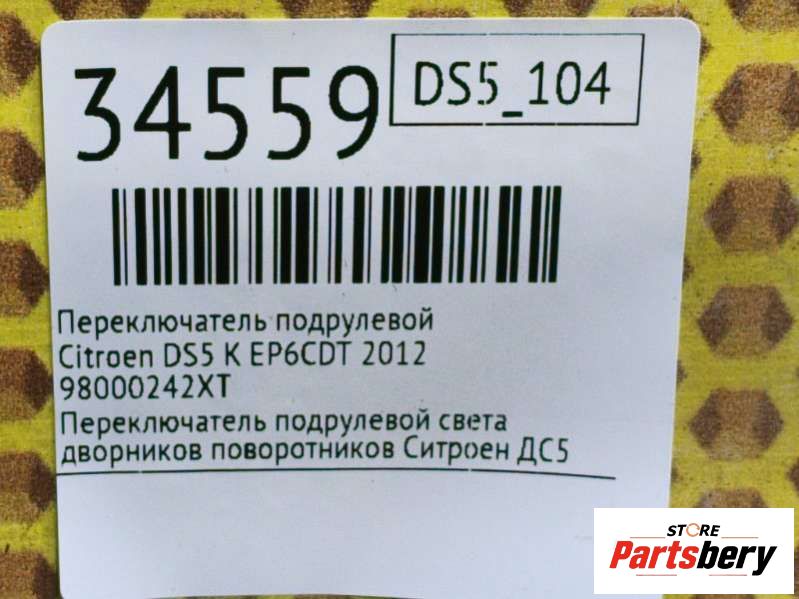 34559
DS5_104
Переключатель подрулевой
Citroen DS5 K EP6CDT 2012
98000242XT
Переключатель подрулевой света
дворников поворотников Ситроен ДС5
STORE
Partsbery